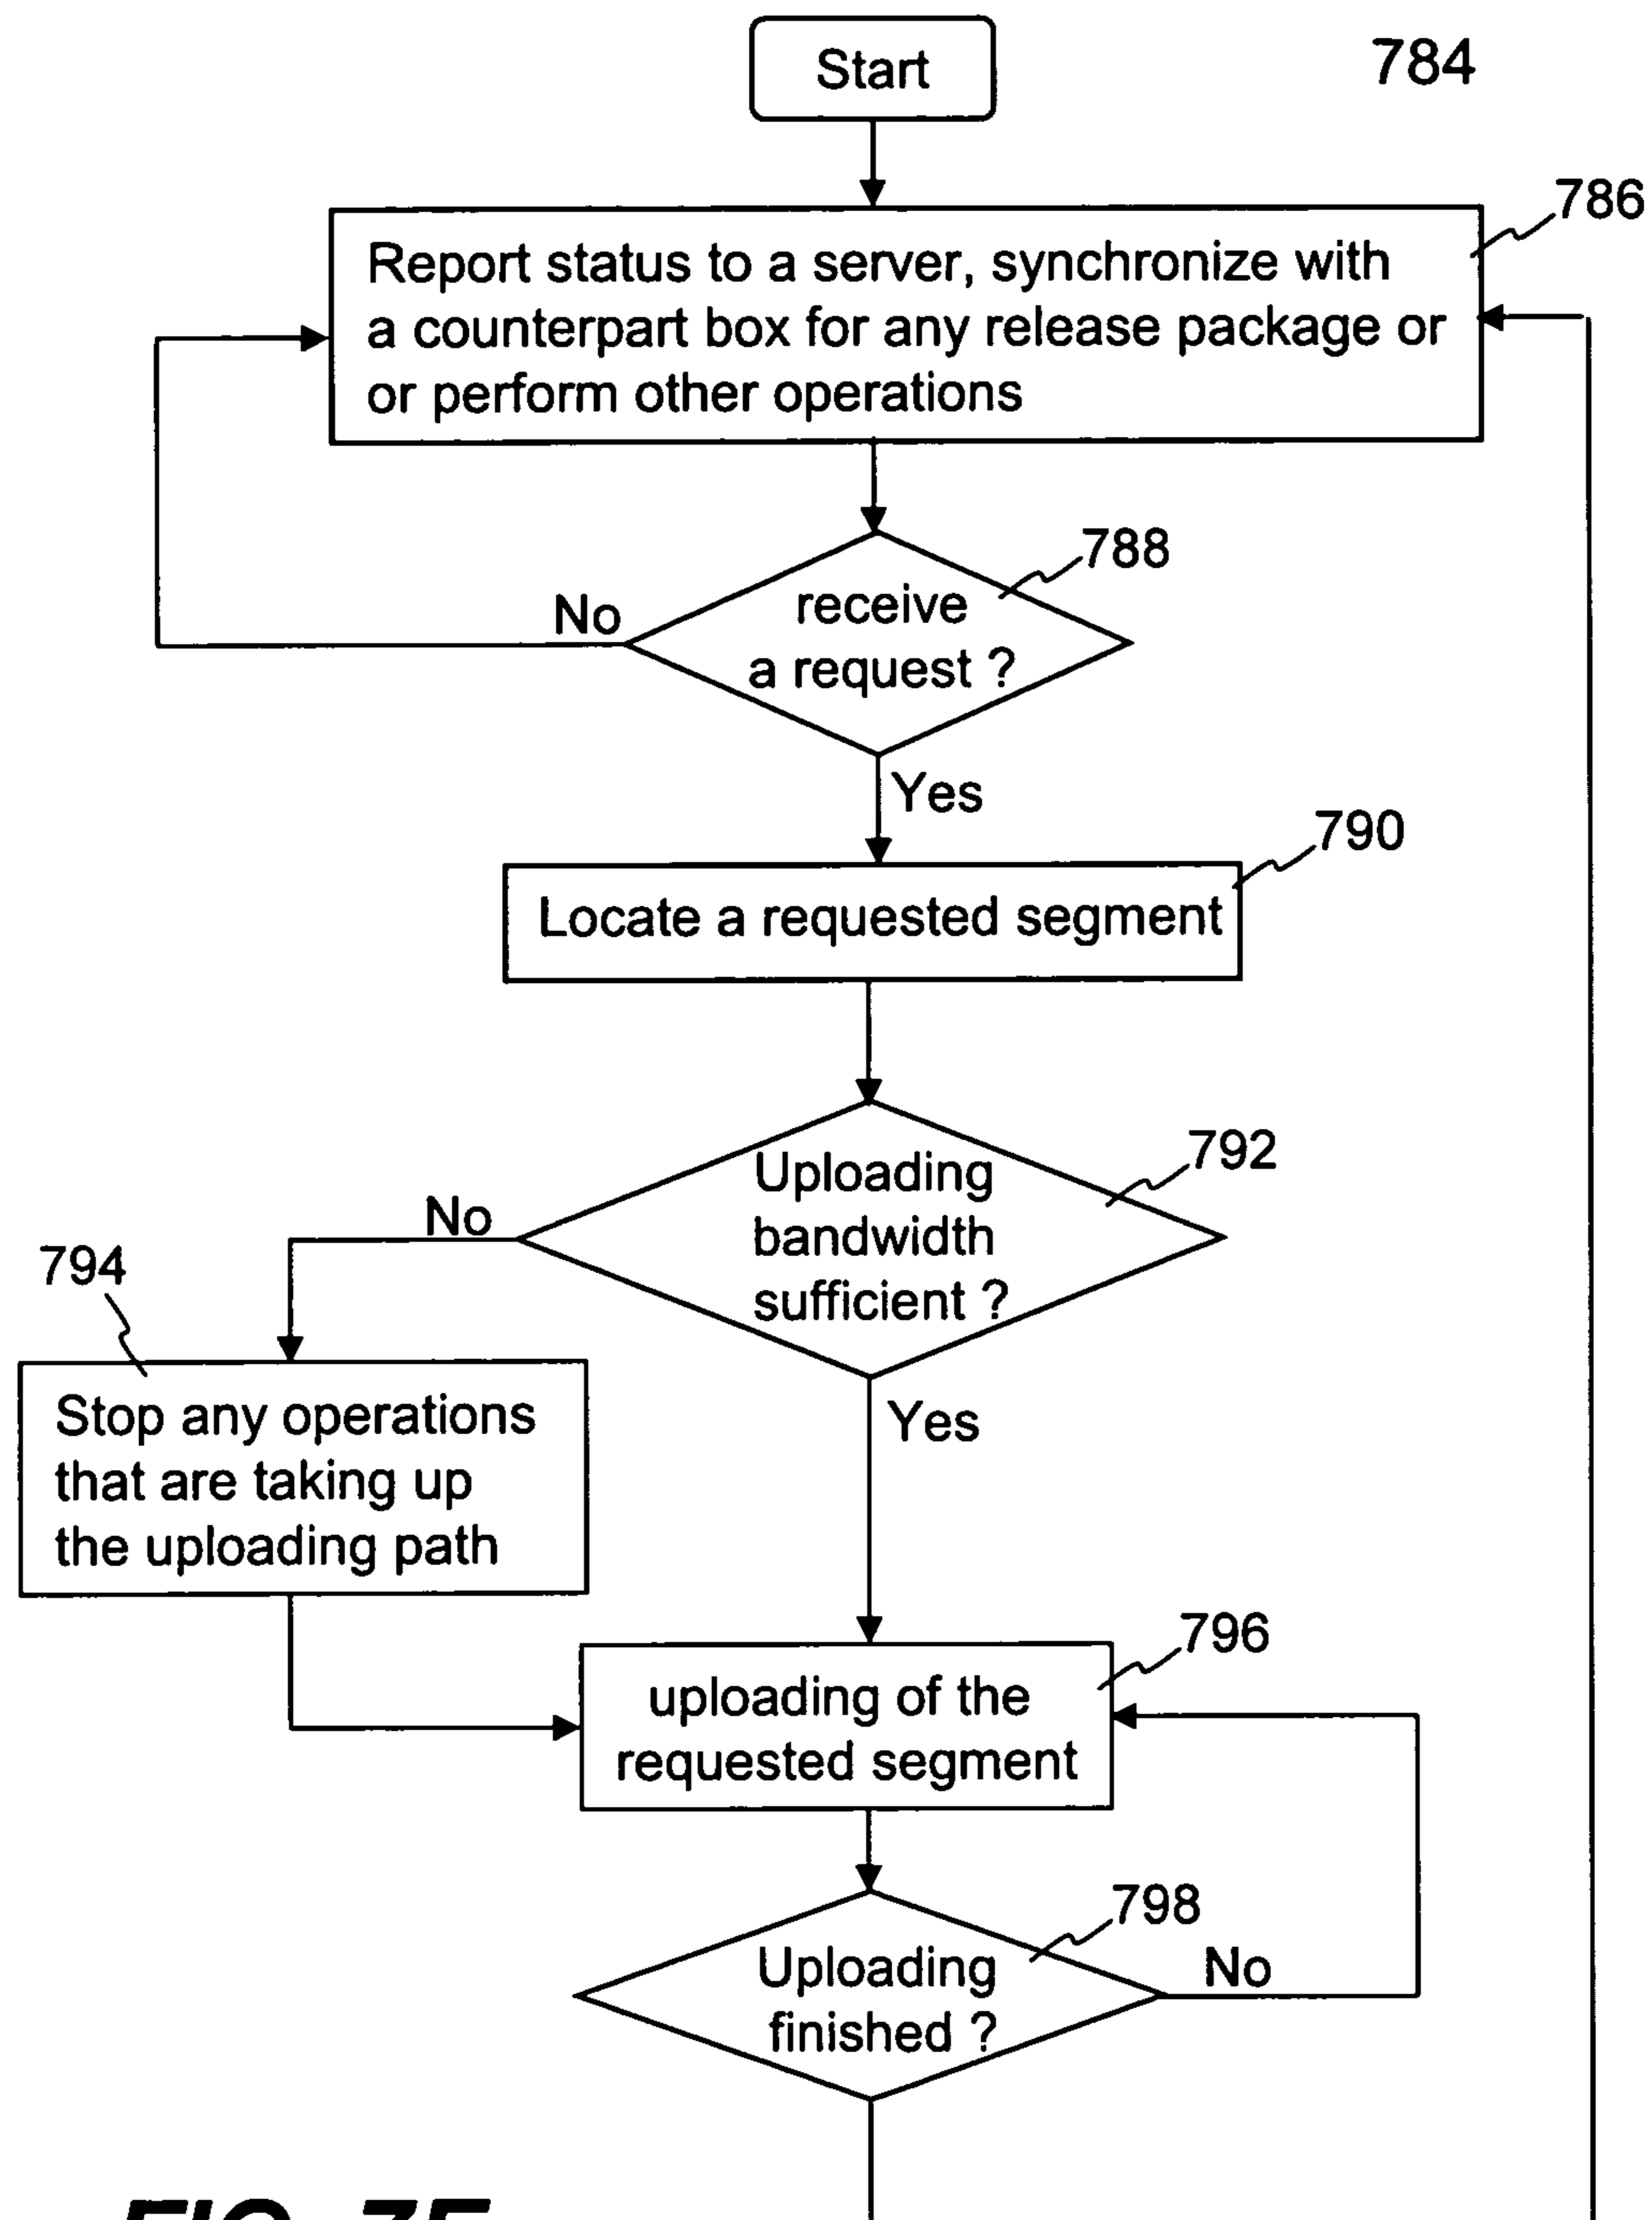 Start
784
786
Report status to a server, synchronize with
a counterpart box for any release package or
or perform other operations
788
No
receive
a request ?
Yes
790
Locate a requested segment
792
Uploading
bandwidth
sufficient ?
No
794
Stop any operations
that are taking up
the uploading path
Yes
796
uploading of the
requested segment
798
Uploading
finished ?
No